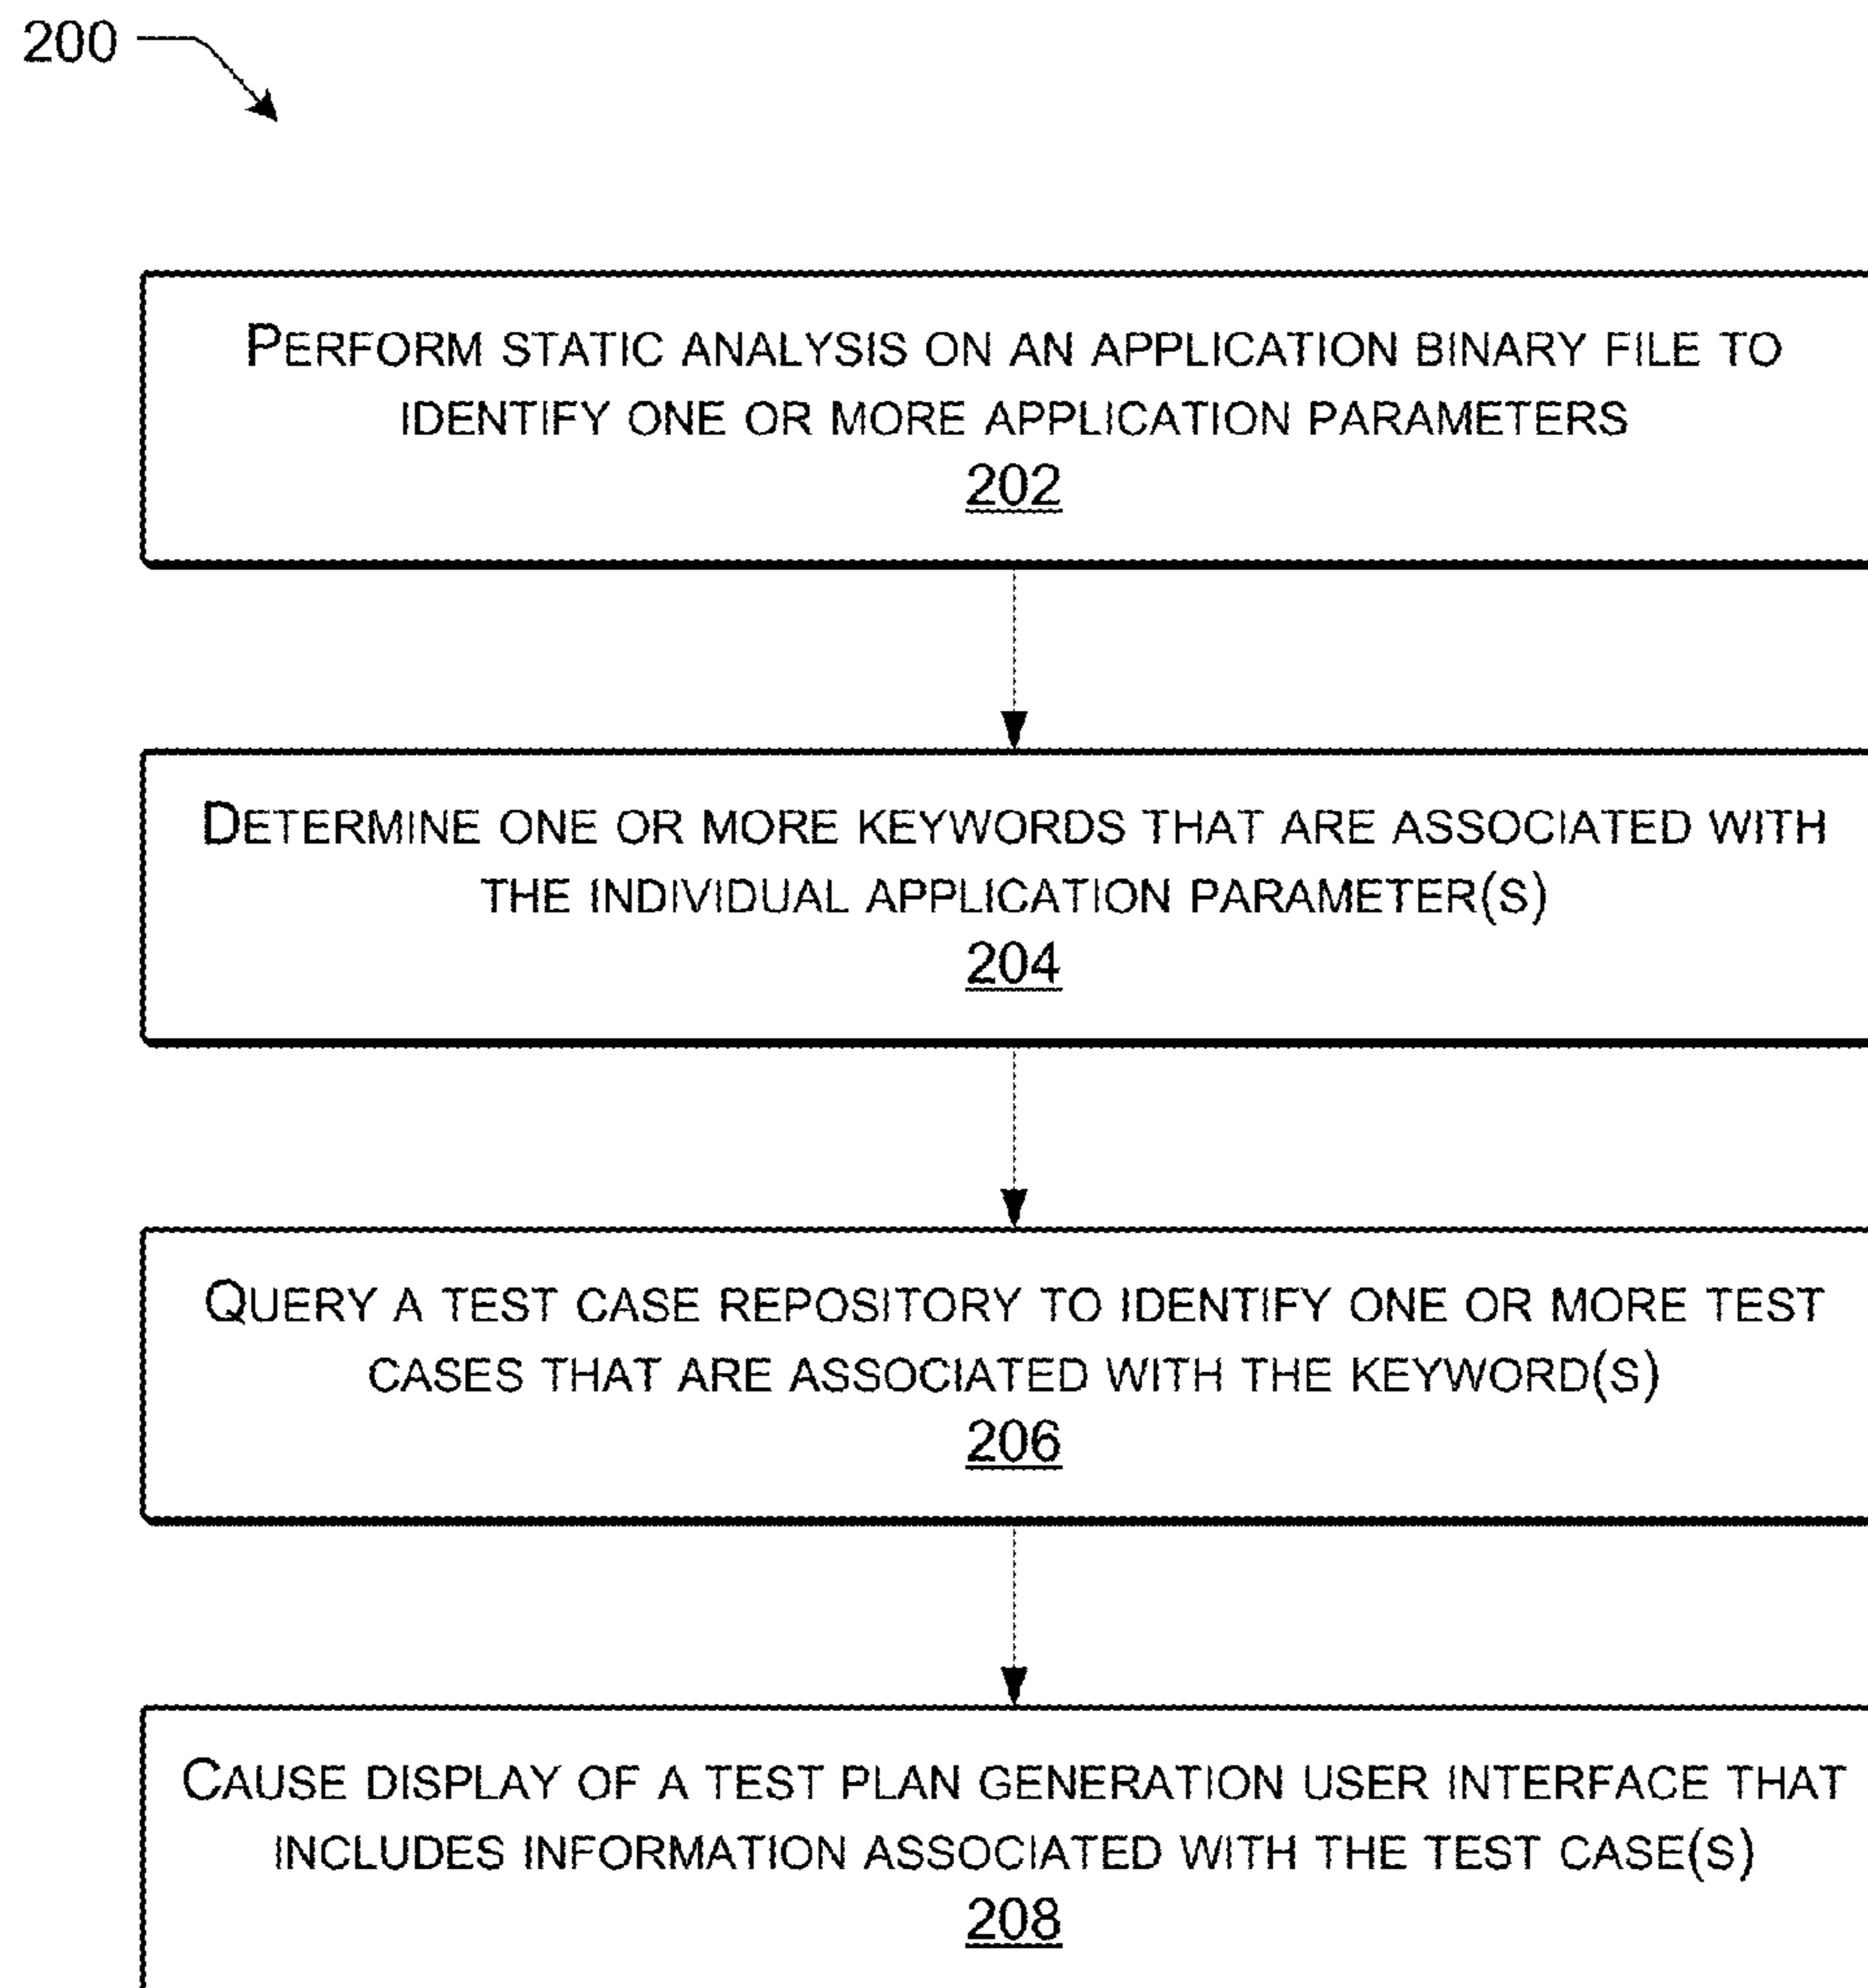 200
PERFORM STATIC ANALYSIS ON AN APPLICATION BINARY FILE TO
IDENTIFY ONE OR MORE APPLICATION PARAMETERS
202
DETERMINE ONE OR MORE KEYWORDS THAT ARE ASSOCIATED WITH
THE INDIVIDUAL APPLICATION PARAMETER(S)
204
QUERY A TEST CASE REPOSITORY TO IDENTIFY ONE OR MORE TEST
CASES THAT ARE ASSOCIATED WITH THE KEYWORD(S)
206
CAUSE DISPLAY OF A TEST PLAN GENERATION USER INTERFACE THAT
INCLUDES INFORMATION ASSOCIATED WITH THE TEST CASE(S)
208